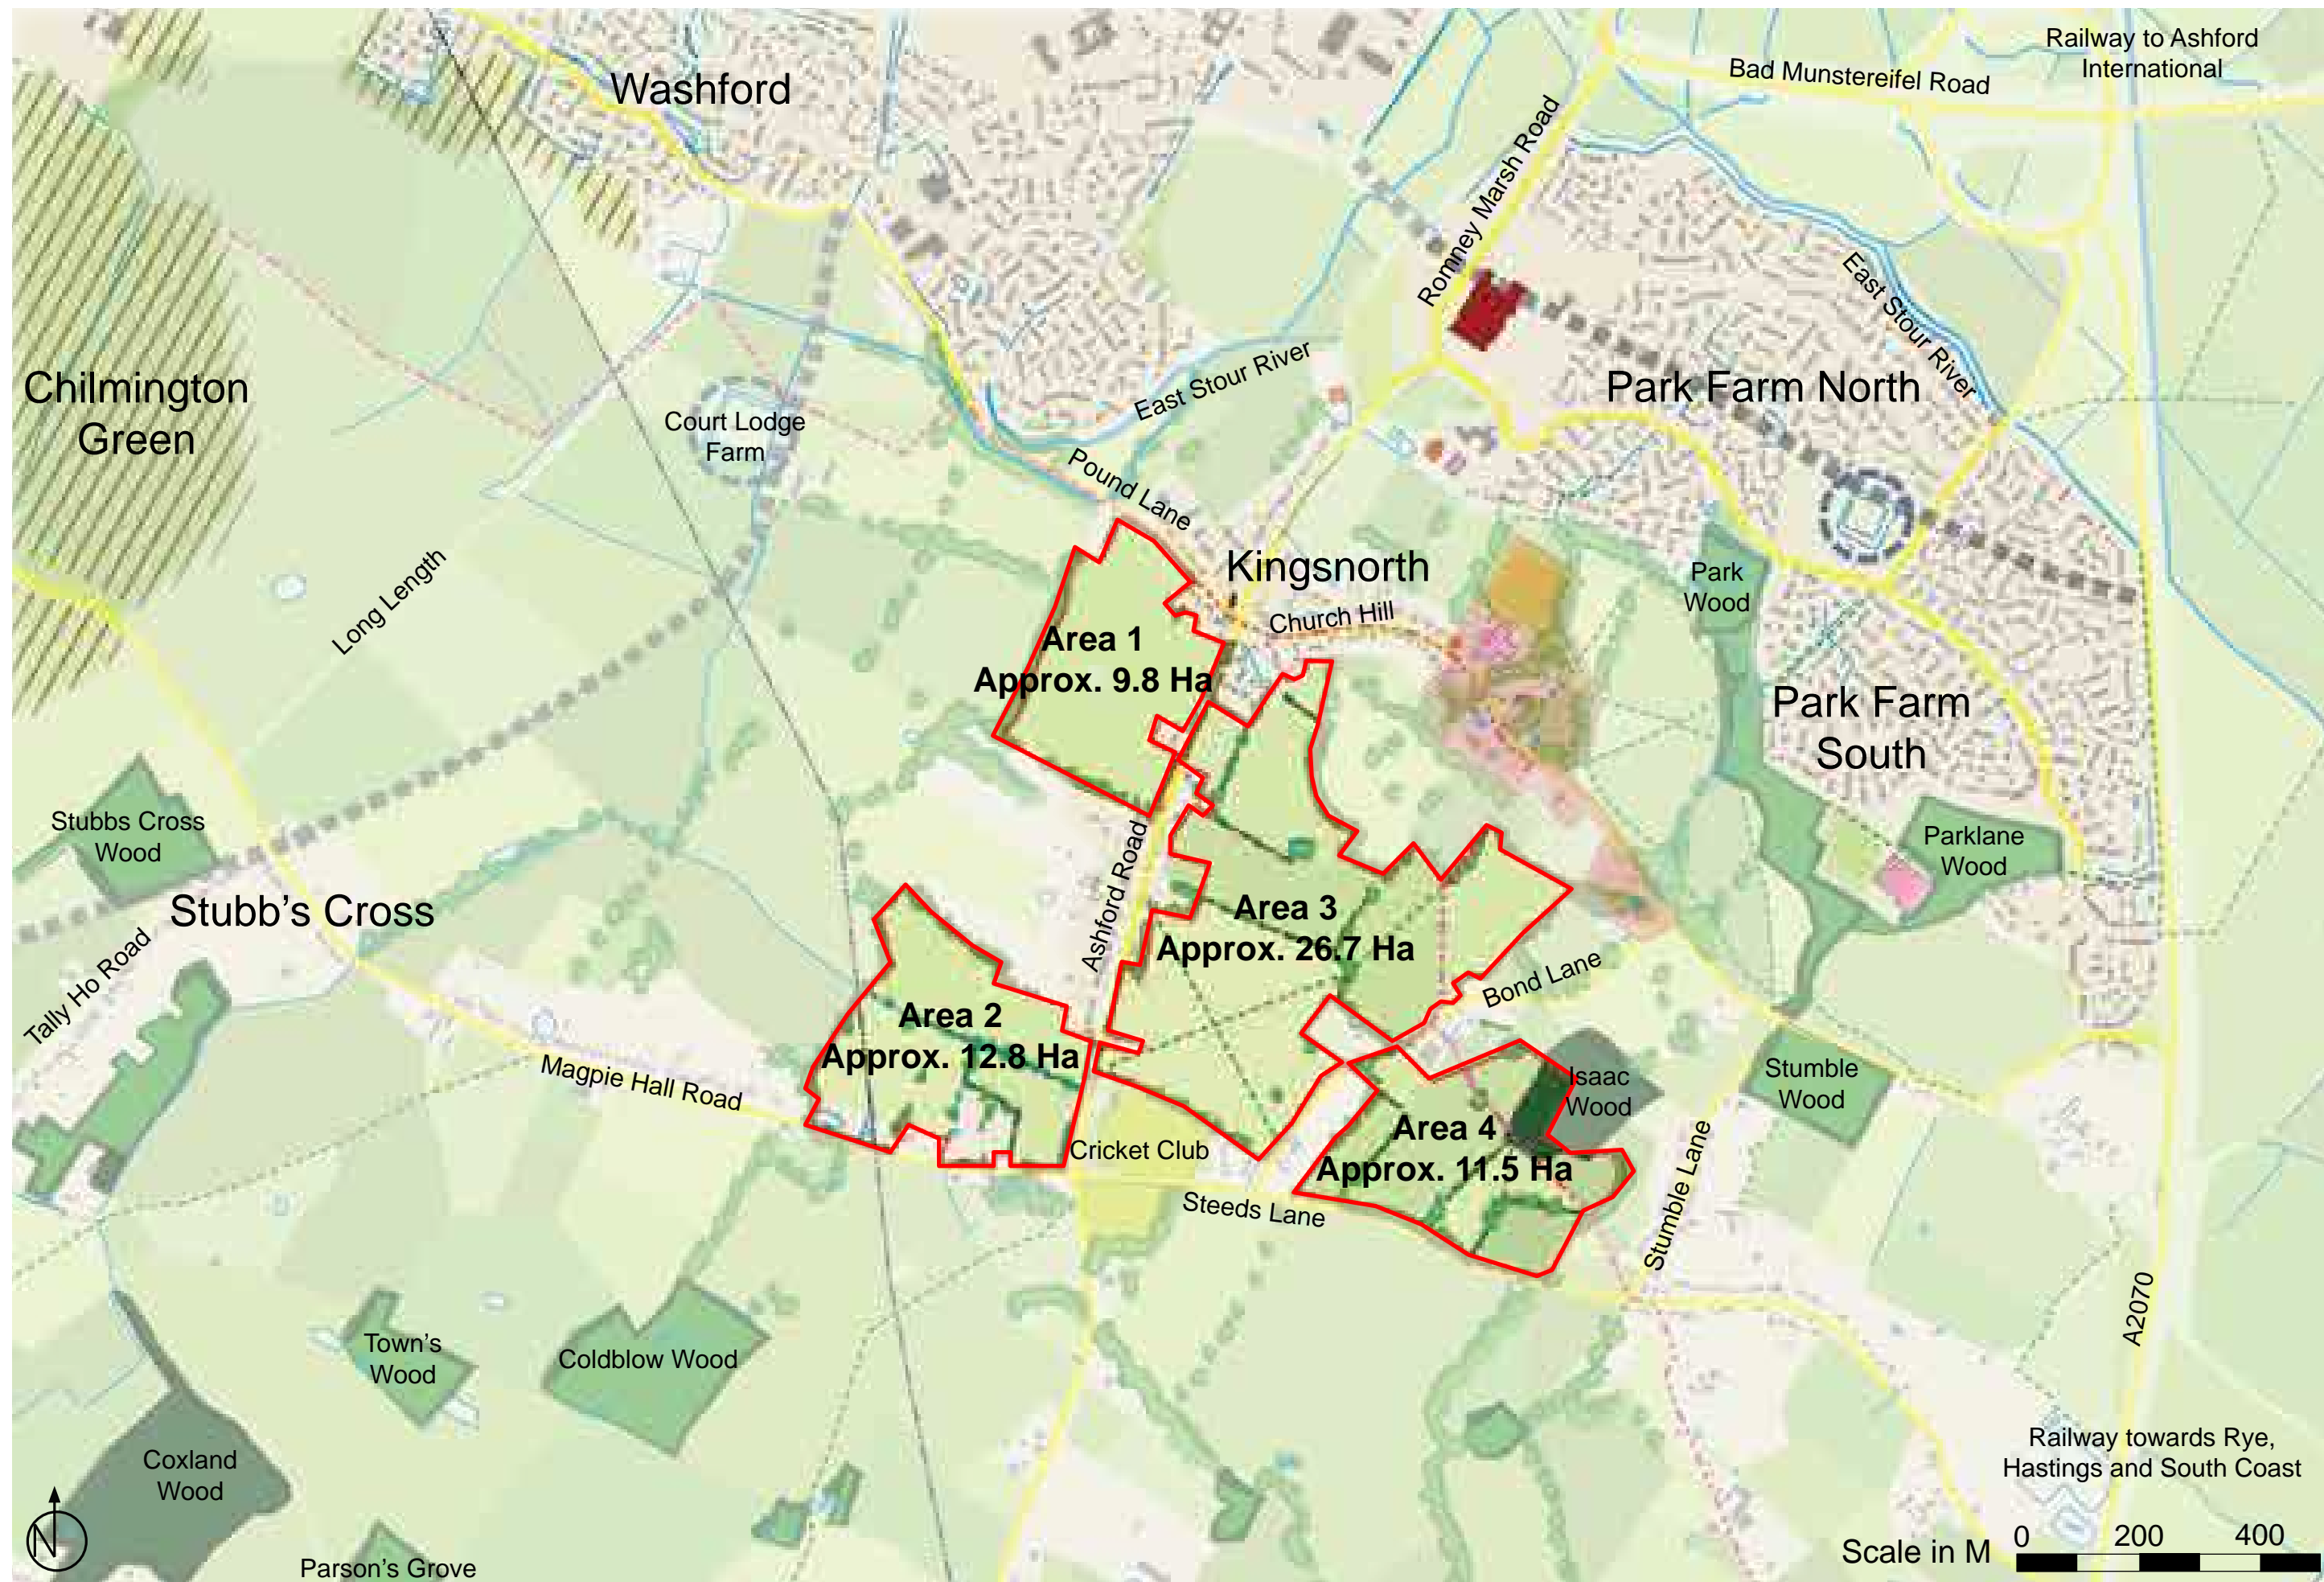 Railway to Ashford
International
Bad Munstereifel Road
Washford
Romney Marsh Road
East Stour River
Chilmington
Green
Park Farm North
East Stour River
Court Lodge
Farm
Pound Lane
Kingsnorth
Park
Wood
Long Length
Church Hill
Area 1
Approx. 9.8 Ha
Park Farm
South
Stubbs Cross
Wood
Parklane
Wood
Ashford Road
Stubb's Cross
Area 3
Approx. 26.7 Ha
Tally Ho Road
Bond Lane
Area 2
Approx. 12.8 Ha
Magpie Hall Road
Isaac
Wood
Stumble
Wood
Area 4
Approx. 11.5 Ha
Cricket Club
Steeds Lane
Stumble Lane
A2070
Town's
Wood
Coldblow Wood
Coxland
Wood
Railway towards Rye,
Hastings and South Coast
N
Parson's Grove
Scale in M
0 200 400